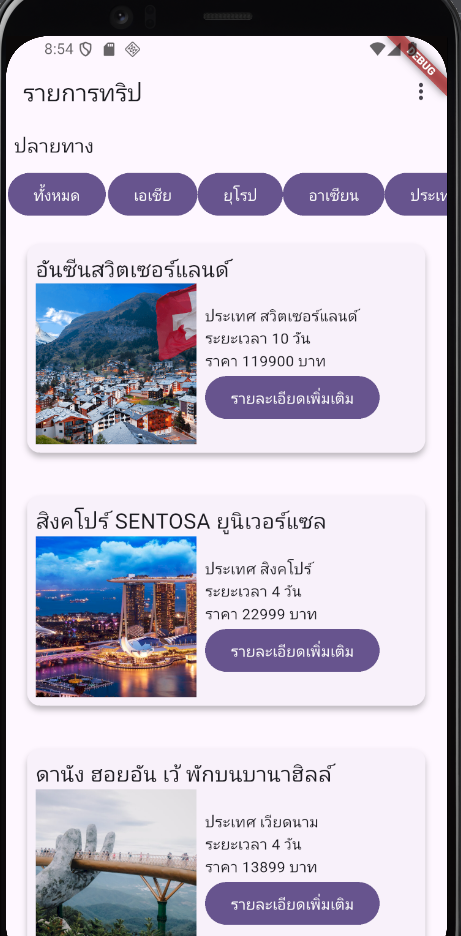 8:54
DEBUG
รายการทริป
ปลายทาง
ทั้งหมด
เอเชีย
ยุโรป
อาเซียน
อันซีนสวิตเซอร์แลนด์
ประเทศ สวิตเซอร์แลนด์
ระยะเวลา 10 วัน
ราคา 119900 บาท
รายละเอียดเพิ่มเติม
สิงคโปร์ SENTOSA ยูนิเวอร์แซล
ประเทศ สิงคโปร์
ระยะเวลา 4 วัน
ราคา 22999 บาท
รายละเอียดเพิ่มเติม
ดานัง ฮอยอัน เว้ พักบนบานาฮิลล์
ประเทศ เวียดนาม
ระยะเวลา 4 วัน
ราคา 13899 บาท
รายละเอียดเพิ่มเติม